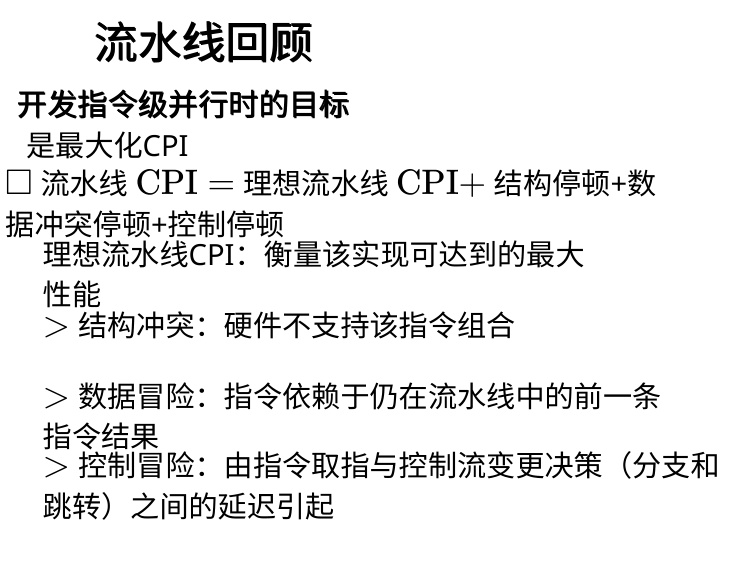 流水线回顾
开发指令级并行时的目标
是最大化CPI
□ 流水线 CPI = 理想流水线 CPI+ 结构停顿+数
据冲突停顿+控制停顿
理想流水线CPI：衡量该实现可达到的最大
性能
> 结构冲突：硬件不支持该指令组合
> 数据冒险：指令依赖于仍在流水线中的前一条
指令结果
> 控制冒险：由指令取指与控制流变更决策（分支和
跳转）之间的延迟引起